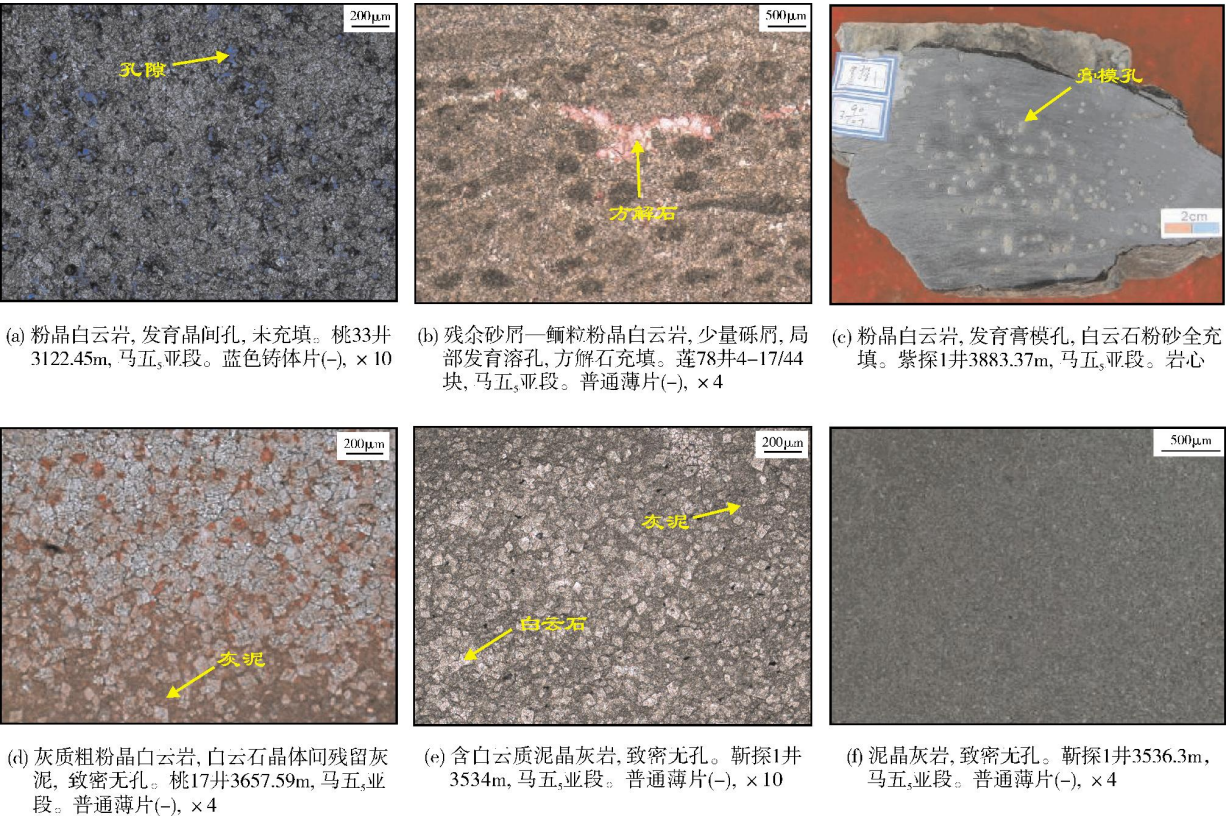 200μm
孔隙
500μm
方解石
膏模孔
2cm
(a) 粉晶白云岩, 发育晶间孔, 未充填。桃33井
3122.45m, 马五₅亚段。蓝色铸体片(-), ×10
(b) 残余砂屑—鲕粒粉晶白云岩, 少量砾屑, 局
部发育溶孔, 方解石充填。莲78井4-17/44
块, 马五₅亚段。普通薄片(-), ×4
(c) 粉晶白云岩, 发育膏模孔, 白云石粉砂全充
填。紫探1井3883.37m, 马五₅亚段。岩心
200μm
灰泥
200μm
灰泥
白云石
500μm
(d) 灰质粗粉晶白云岩, 白云石晶体间残留灰
泥, 致密无孔。桃17井3657.59m, 马五₅亚
段。普通薄片(-), ×4
(e) 含白云质泥晶灰岩, 致密无孔。靳探1井
3534m, 马五₅亚段。普通薄片(-), ×10
(f) 泥晶灰岩, 致密无孔。靳探1井3536.3m,
马五₅亚段。普通薄片(-), ×4